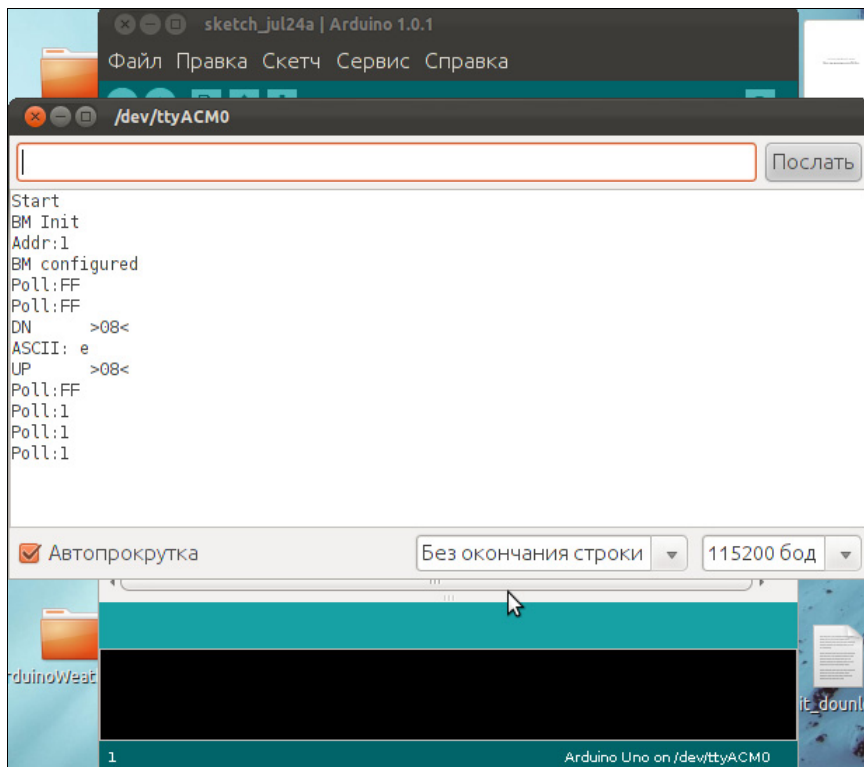 sketch_jul24a | Arduino 1.0.1
Файл Правка Скетч Сервис Справка
/dev/ttyACM0
Послать
Start
BM Init
Addr:1
BM configured
Poll:FF
Poll:FF
DN >08<
ASCII: e
UP >08<
Poll:FF
Poll:1
Poll:1
Poll:1
Автопрокрутка
Без окончания строки
115200 бод
duinoWeat
it_dounl
1
Arduino Uno on /dev/ttyACM0